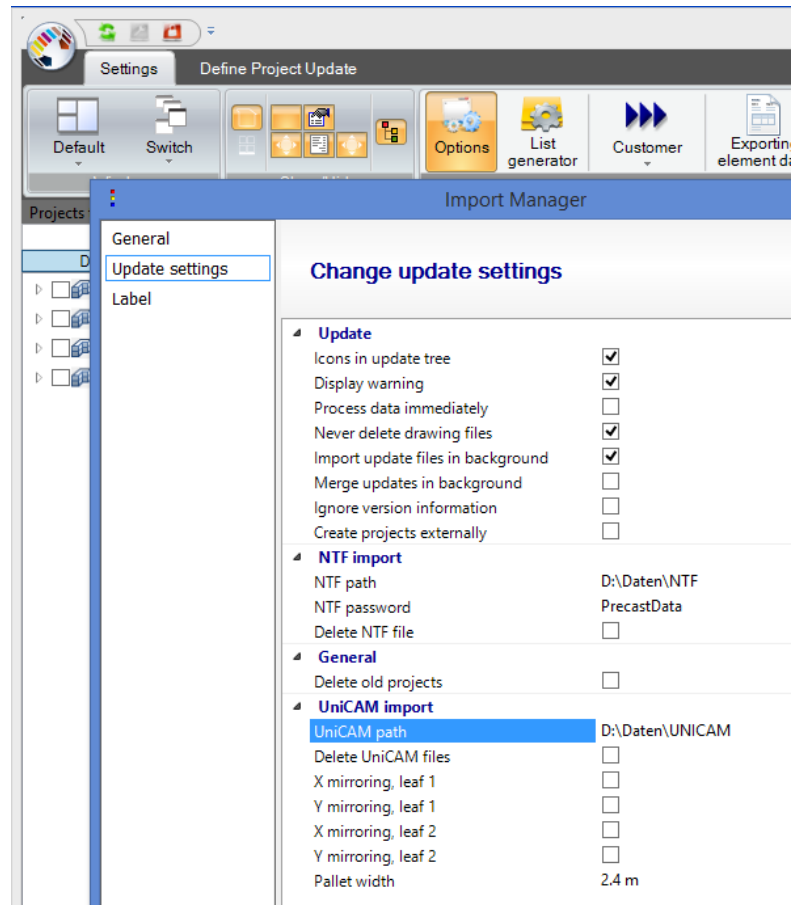 Settings Define Project Update
Default Switch Options List generator Customer Exporting element da
Projects
Import Manager
General
Update settings
Label
Change update settings
Update
Icons in update tree
Display warning
Process data immediately
Never delete drawing files
Import update files in background
Merge updates in background
Ignore version information
Create projects externally
NTF import
NTF path D:\Daten\NTF
NTF password PrecastData
Delete NTF file
General
Delete old projects
UniCAM import
UniCAM path D:\Daten\UNICAM
Delete UniCAM files
X mirroring, leaf 1
Y mirroring, leaf 1
X mirroring, leaf 2
Y mirroring, leaf 2
Pallet width 2.4 m